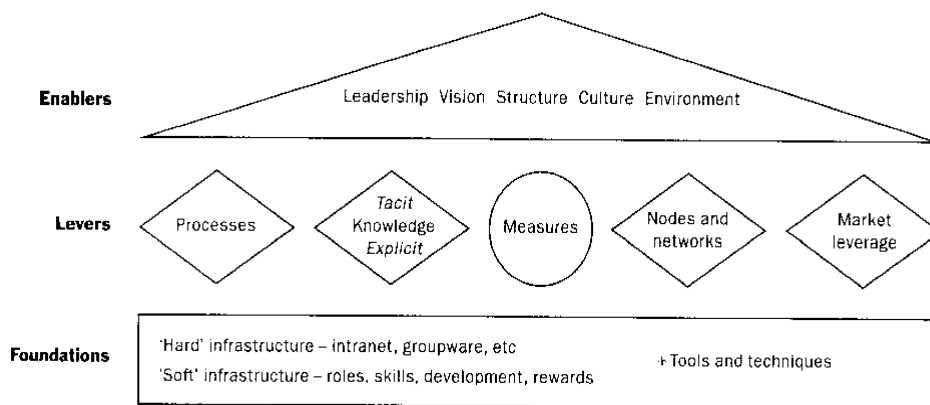 Enablers
Leadership Vision Structure Culture Environment
Levers
Processes
Tacit
Knowledge
Explicit
Measures
Nodes and
networks
Market
leverage
Foundations
'Hard' infrastructure – intranet, groupware, etc
'Soft' infrastructure – roles, skills, development, rewards
+ Tools and techniques